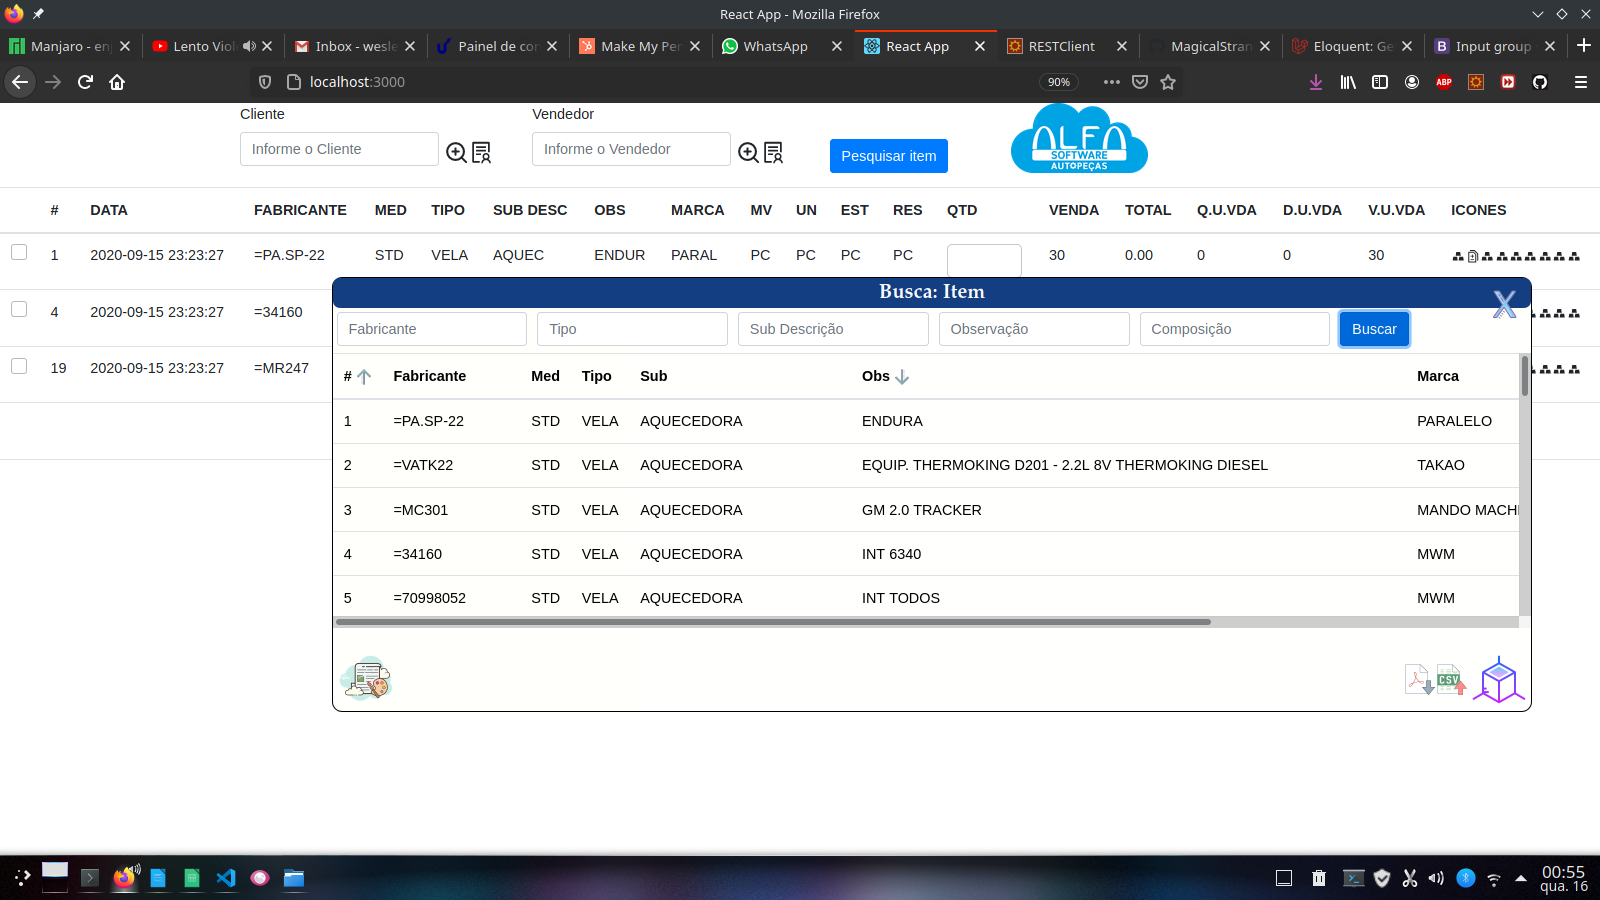 React App - Mozilla Firefox
Manjaro - en
Lento Viol
Inbox - wesle
Painel de con
Make My Per
WhatsApp
React App
RESTClient
MagicalStran
Eloquent: Ge
Input group
localhost:3000
90%
ABP
Cliente
Vendedor
Informe o Cliente
Informe o Vendedor
Pesquisar item
ALFA
SOFTWARE
AUTOPEÇAS
# DATA FABRICANTE MED TIPO SUB DESC OBS MARCA MV UN EST RES QTD VENDA TOTAL Q.U.VDA D.U.VDA V.U.VDA ICONES
1 2020-09-15 23:23:27 =PA.SP-22 STD VELA AQUEC ENDUR PARAL PC PC PC PC 30 0.00 0 0 30
4 2020-09-15 23:23:27 =34160
19 2020-09-15 23:23:27 =MR247
Busca: Item
X
Fabricante Tipo Sub Descrição Observação Composição Buscar
# Fabricante Med Tipo Sub Obs Marca
1 =PA.SP-22 STD VELA AQUECEDORA ENDURA PARALELO
2 =VATK22 STD VELA AQUECEDORA EQUIP. THERMOKING D201 - 2.2L 8V THERMOKING DIESEL TAKAO
3 =MC301 STD VELA AQUECEDORA GM 2.0 TRACKER MANDO MACHI
4 =34160 STD VELA AQUECEDORA INT 6340 MWM
5 =70998052 STD VELA AQUECEDORA INT TODOS MWM
CSV
00:55
qua. 16